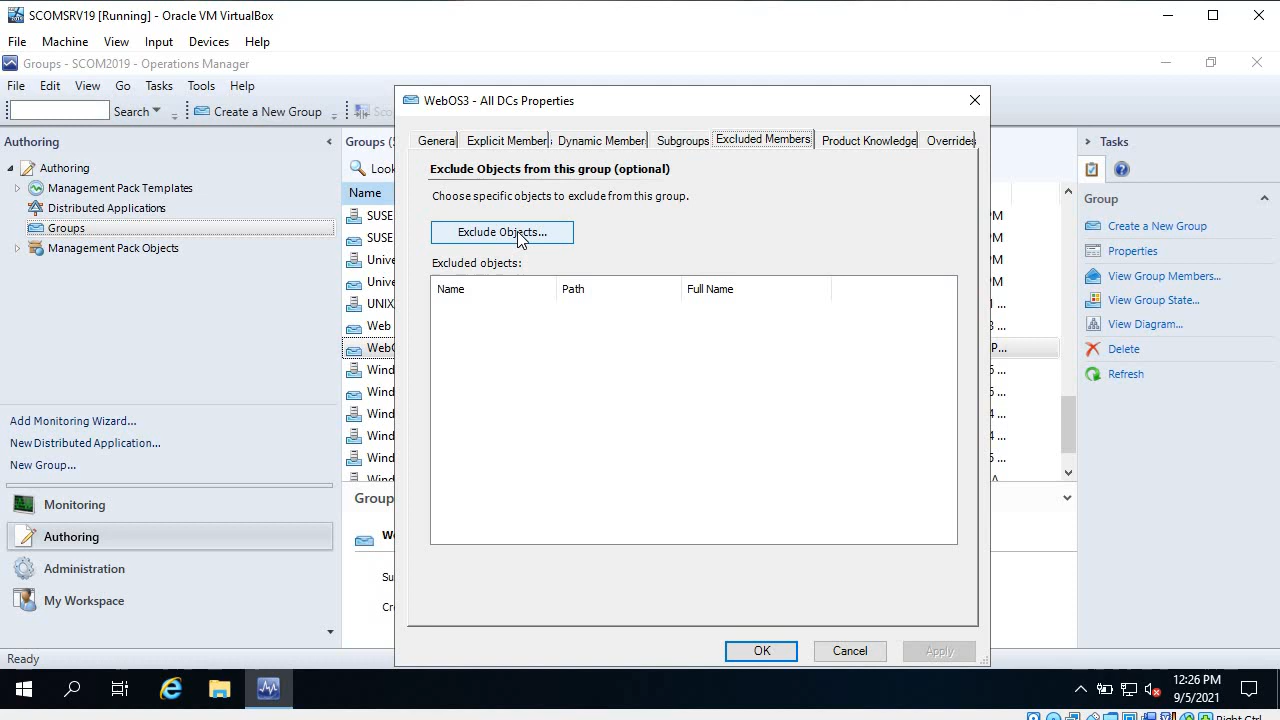 SCOMSRV19 [Running] - Oracle VM VirtualBox
File Machine View Input Devices Help
Groups - SCOM2019 - Operations Manager
File Edit View Go Tasks Tools Help
Search Create a New Group
Authoring
Authoring
Management Pack Templates
Distributed Applications
Groups
Management Pack Objects
Add Monitoring Wizard...
New Distributed Application...
New Group...
Monitoring
Authoring
Administration
My Workspace
Ready
Groups (
Look
Name
SUSE
SUSE
Unive
Unive
UNIX
Web
Wind
Wind
Wind
Wind
Wind
Group
WebOS3 - All DCs Properties
General Explicit Member Dynamic Member Subgroups Excluded Members Product Knowledge Overrides
Exclude Objects from this group (optional)
Choose specific objects to exclude from this group.
Exclude Objects...
Excluded objects:
Name Path Full Name
OK Cancel Apply
Tasks
Group
Create a New Group
Properties
View Group Members...
View Group State...
View Diagram...
Delete
Refresh
12:26 PM
9/5/2021
Right Ctrl